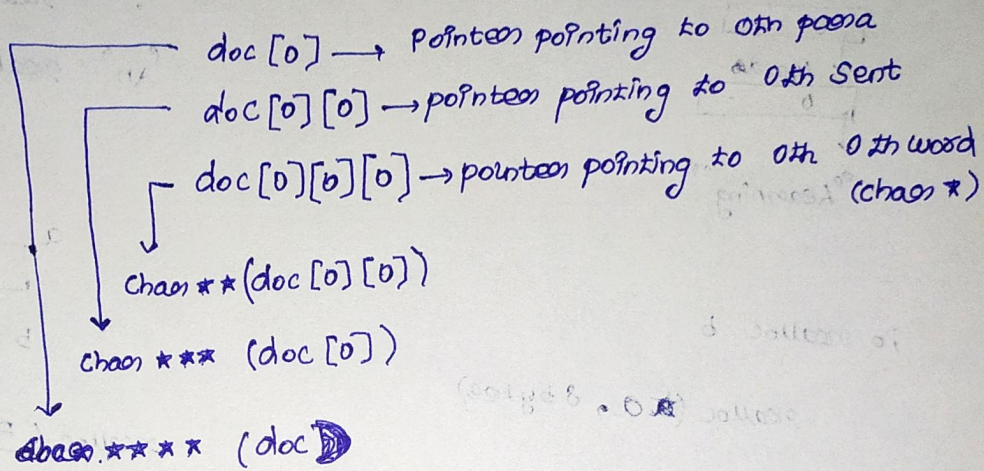 doc [0] → Pointer pointing to 0th para
doc [0] [0] → pointer pointing to 0th Sent
doc [0] [0] [0] → pointer pointing to 0th 0th word
(char *)
char ** (doc [0] [0])
char *** (doc [0])
char **** (doc)